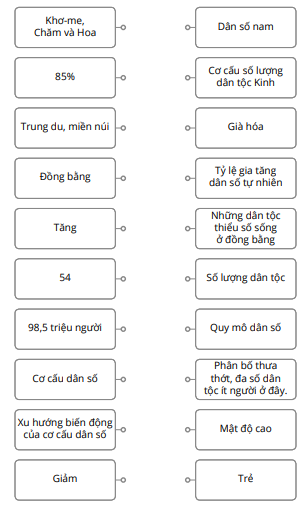 Khơ-me,
Chăm và Hoa
Dân số nam
85%
Cơ cấu số lượng
dân tộc Kinh
Trung du, miền núi
Già hóa
Đồng bằng
Tỷ lệ gia tăng
dân số tự nhiên
Tăng
Những dân tộc
thiểu số sống
ở đồng bằng
54
Số lượng dân tộc
98,5 triệu người
Quy mô dân số
Cơ cấu dân số
Phân bố thưa
thớt, đa số dân
tộc ít người ở đây.
Xu hướng biến động
của cơ cấu dân số
Mật độ cao
Giảm
Trẻ